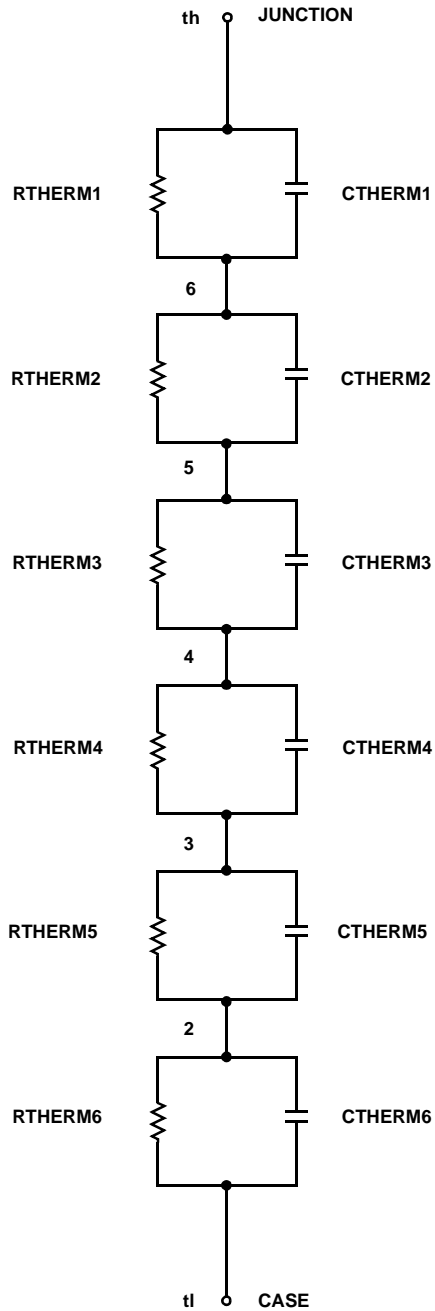 th JUNCTION
RTHERM1 CTHERM1
6
RTHERM2 CTHERM2
5
RTHERM3 CTHERM3
4
RTHERM4 CTHERM4
3
RTHERM5 CTHERM5
2
RTHERM6 CTHERM6
tl CASE